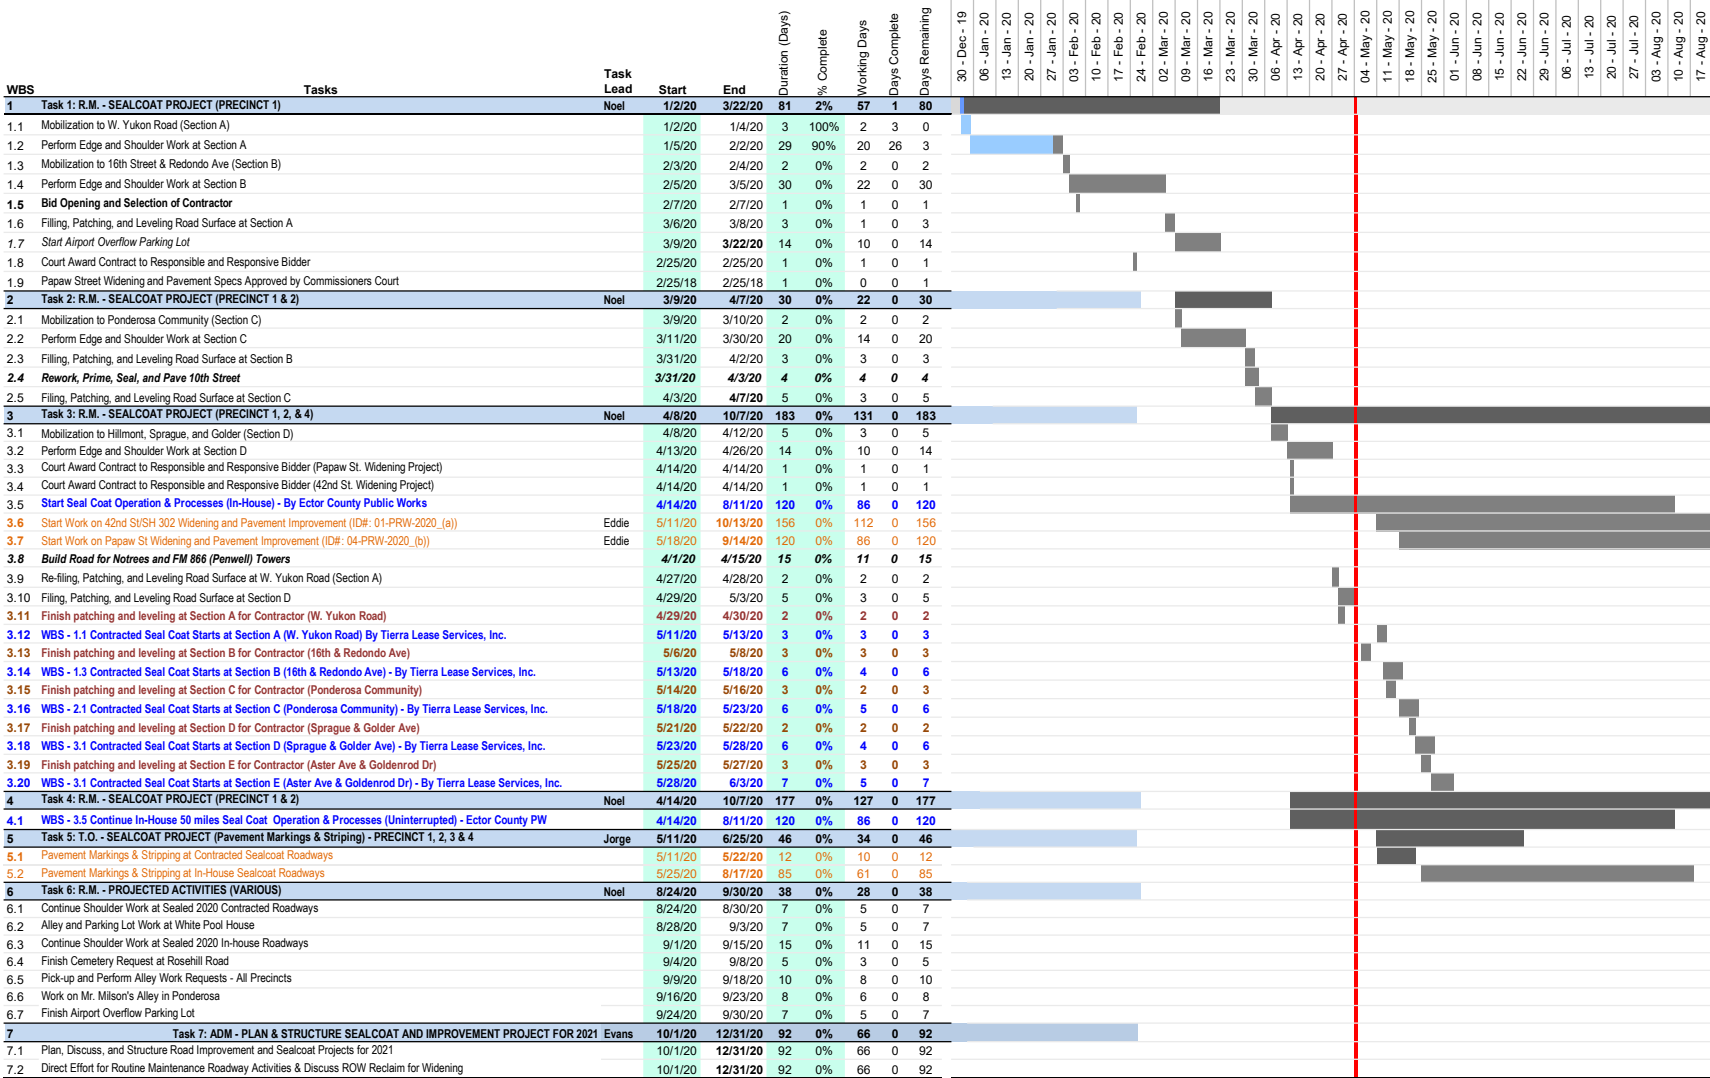 WBS Tasks Task Lead Start End Duration (Days) % Complete Working Days Days Complete Days Remaining 30 - Dec - 19 06 - Jan - 20 13 - Jan - 20 20 - Jan - 20 27 - Jan - 20 03 - Feb - 20 10 - Feb - 20 17 - Feb - 20 24 - Feb - 20 02 - Mar - 20 09 - Mar - 20 16 - Mar - 20 23 - Mar - 20 30 - Mar - 20 06 - Apr - 20 13 - Apr - 20 20 - Apr - 20 27 - Apr - 20 04 - May - 20 11 - May - 20 18 - May - 20 25 - May - 20 01 - Jun - 20 08 - Jun - 20 15 - Jun - 20 22 - Jun - 20 29 - Jun - 20 06 - Jul - 20 13 - Jul - 20 20 - Jul - 20 27 - Jul - 20 03 - Aug - 20 10 - Aug - 20 17 - Aug - 20
1 Task 1: R.M. - SEALCOAT PROJECT (PRECINCT 1) Noel 1/2/20 3/22/20 81 2% 57 1 80
1.1 Mobilization to W. Yukon Road (Section A) 1/2/20 1/4/20 3 100% 2 3 0
1.2 Perform Edge and Shoulder Work at Section A 1/5/20 2/2/20 29 90% 20 26 3
1.3 Mobilization to 16th Street & Redondo Ave (Section B) 2/3/20 2/4/20 2 0% 2 0 2
1.4 Perform Edge and Shoulder Work at Section B 2/5/20 3/5/20 30 0% 22 0 30
1.5 Bid Opening and Selection of Contractor 2/7/20 2/7/20 1 0% 1 0 1
1.6 Filling, Patching, and Leveling Road Surface at Section A 3/6/20 3/8/20 3 0% 1 0 3
1.7 Start Airport Overflow Parking Lot 3/9/20 3/22/20 14 0% 10 0 14
1.8 Court Award Contract to Responsible and Responsive Bidder 2/25/20 2/25/20 1 0% 1 0 1
1.9 Papaw Street Widening and Pavement Specs Approved by Commissioners Court 2/25/18 2/25/18 1 0% 0 0 1
2 Task 2: R.M. - SEALCOAT PROJECT (PRECINCT 1 & 2) Noel 3/9/20 4/7/20 30 0% 22 0 30
2.1 Mobilization to Ponderosa Community (Section C) 3/9/20 3/10/20 2 0% 2 0 2
2.2 Perform Edge and Shoulder Work at Section C 3/11/20 3/30/20 20 0% 14 0 20
2.3 Filling, Patching, and Leveling Road Surface at Section B 3/31/20 4/2/20 3 0% 3 0 3
2.4 Rework, Prime, Seal, and Pave 10th Street 3/31/20 4/3/20 4 0% 4 0 4
2.5 Filing, Patching, and Leveling Road Surface at Section C 4/3/20 4/7/20 5 0% 3 0 5
3 Task 3: R.M. - SEALCOAT PROJECT (PRECINCT 1, 2, & 4) Noel 4/8/20 10/7/20 183 0% 131 0 183
3.1 Mobilization to Hillmont, Sprague, and Golder (Section D) 4/8/20 4/12/20 5 0% 3 0 5
3.2 Perform Edge and Shoulder Work at Section D 4/13/20 4/26/20 14 0% 10 0 14
3.3 Court Award Contract to Responsible and Responsive Bidder (Papaw St. Widening Project) 4/14/20 4/14/20 1 0% 1 0 1
3.4 Court Award Contract to Responsible and Responsive Bidder (42nd St. Widening Project) 4/14/20 4/14/20 1 0% 1 0 1
3.5 Start Seal Coat Operation & Processes (In-House) - By Ector County Public Works 4/14/20 8/11/20 120 0% 86 0 120
3.6 Start Work on 42nd St/SH 302 Widening and Pavement Improvement (ID#: 01-PRW-2020_(a)) Eddie 5/11/20 10/13/20 156 0% 112 0 156
3.7 Start Work on Papaw St Widening and Pavement Improvement (ID#: 04-PRW-2020_(b)) Eddie 5/18/20 9/14/20 120 0% 86 0 120
3.8 Build Road for Notrees and FM 866 (Penwell) Towers 4/1/20 4/15/20 15 0% 11 0 15
3.9 Re-filing, Patching, and Leveling Road Surface at W. Yukon Road (Section A) 4/27/20 4/28/20 2 0% 2 0 2
3.10 Filing, Patching, and Leveling Road Surface at Section D 4/29/20 5/3/20 5 0% 3 0 5
3.11 Finish patching and leveling at Section A for Contractor (W. Yukon Road) 4/29/20 4/30/20 2 0% 2 0 2
3.12 WBS - 1.1 Contracted Seal Coat Starts at Section A (W. Yukon Road) By Tierra Lease Services, Inc. 5/11/20 5/13/20 3 0% 3 0 3
3.13 Finish patching and leveling at Section B for Contractor (16th & Redondo Ave) 5/6/20 5/8/20 3 0% 3 0 3
3.14 WBS - 1.3 Contracted Seal Coat Starts at Section B (16th & Redondo Ave) - By Tierra Lease Services, Inc. 5/13/20 5/18/20 6 0% 4 0 6
3.15 Finish patching and leveling at Section C for Contractor (Ponderosa Community) 5/14/20 5/16/20 3 0% 2 0 3
3.16 WBS - 2.1 Contracted Seal Coat Starts at Section C (Ponderosa Community) - By Tierra Lease Services, Inc. 5/18/20 5/23/20 6 0% 5 0 6
3.17 Finish patching and leveling at Section D for Contractor (Sprague & Golder Ave) 5/21/20 5/22/20 2 0% 2 0 2
3.18 WBS - 3.1 Contracted Seal Coat Starts at Section D (Sprague & Golder Ave) - By Tierra Lease Services, Inc. 5/23/20 5/28/20 6 0% 4 0 6
3.19 Finish patching and leveling at Section E for Contractor (Aster Ave & Goldenrod Dr) 5/25/20 5/27/20 3 0% 3 0 3
3.20 WBS - 3.1 Contracted Seal Coat Starts at Section E (Aster Ave & Goldenrod Dr) - By Tierra Lease Services, Inc. 5/28/20 6/3/20 7 0% 5 0 7
4 Task 4: R.M. - SEALCOAT PROJECT (PRECINCT 1 & 2) Noel 4/14/20 10/7/20 177 0% 127 0 177
4.1 WBS - 3.5 Continue In-House 50 miles Seal Coat Operation & Processes (Uninterrupted) - Ector County PW 4/14/20 8/11/20 120 0% 86 0 120
5 Task 5: T.O. - SEALCOAT PROJECT (Pavement Markings & Striping) - PRECINCT 1, 2, 3 & 4 Jorge 5/11/20 6/25/20 46 0% 34 0 46
5.1 Pavement Markings & Stripping at Contracted Sealcoat Roadways 5/11/20 5/22/20 12 0% 10 0 12
5.2 Pavement Markings & Stripping at In-House Sealcoat Roadways 5/25/20 8/17/20 85 0% 61 0 85
6 Task 6: R.M. - PROJECTED ACTIVITIES (VARIOUS) Noel 8/24/20 9/30/20 38 0% 28 0 38
6.1 Continue Shoulder Work at Sealed 2020 Contracted Roadways 8/24/20 8/30/20 7 0% 5 0 7
6.2 Alley and Parking Lot Work at White Pool House 8/28/20 9/3/20 7 0% 5 0 7
6.3 Continue Shoulder Work at Sealed 2020 In-house Roadways 9/1/20 9/15/20 15 0% 11 0 15
6.4 Finish Cemetery Request at Rosehill Road 9/4/20 9/8/20 5 0% 3 0 5
6.5 Pick-up and Perform Alley Work Requests - All Precincts 9/9/20 9/18/20 10 0% 8 0 10
6.6 Work on Mr. Milson's Alley in Ponderosa 9/16/20 9/23/20 8 0% 6 0 8
6.7 Finish Airport Overflow Parking Lot 9/24/20 9/30/20 7 0% 5 0 7
7 Task 7: ADM - PLAN & STRUCTURE SEALCOAT AND IMPROVEMENT PROJECT FOR 2021 Evans 10/1/20 12/31/20 92 0% 66 0 92
7.1 Plan, Discuss, and Structure Road Improvement and Sealcoat Projects for 2021 10/1/20 12/31/20 92 0% 66 0 92
7.2 Direct Effort for Routine Maintenance Roadway Activities & Discuss ROW Reclaim for Widening 10/1/20 12/31/20 92 0% 66 0 92